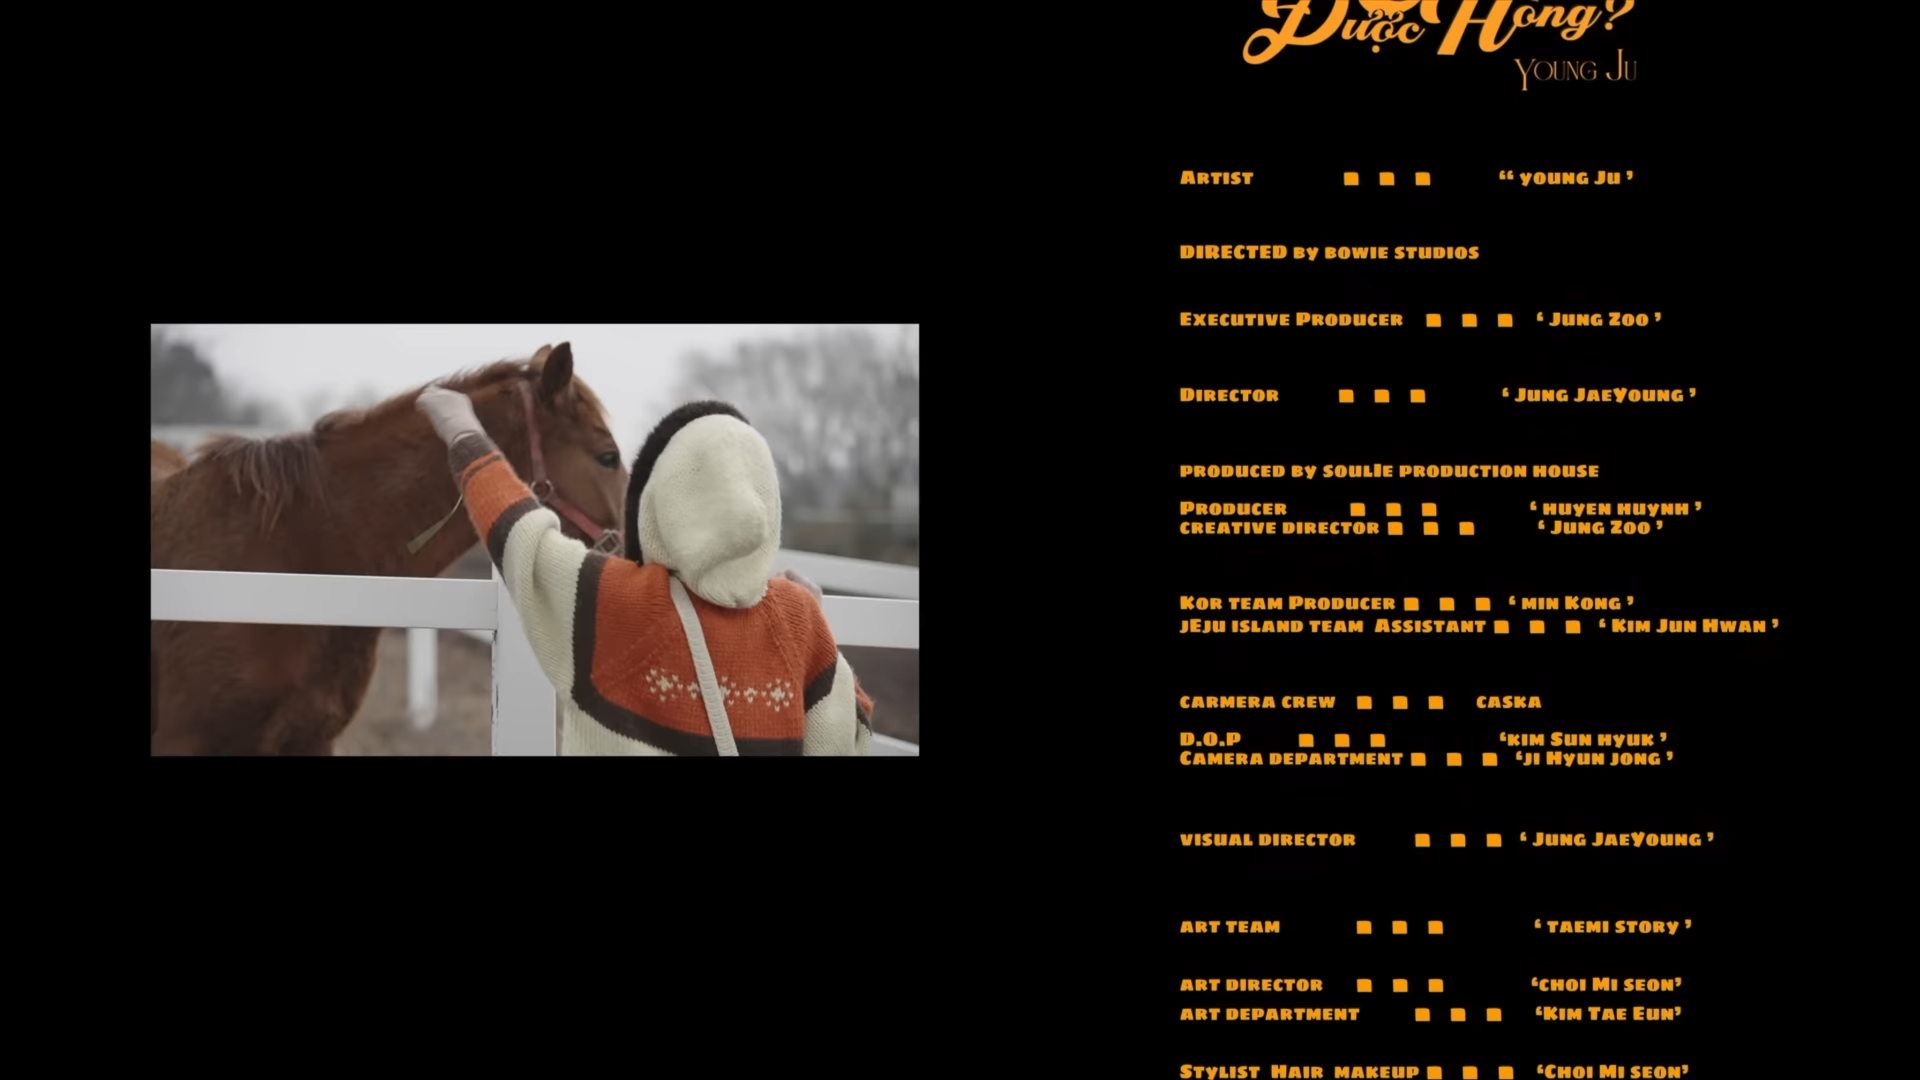 Được Hông?
Young Ju
Artist ■ ■ ■ “ young Ju ’
DIRECTED by BOWIE STUDIOS
Executive Producer ■ ■ ■ ‘ Jung Zoo ’
Director ■ ■ ■ ‘ Jung JaeYoung ’
PRODUCED BY SOULIE PRODUCTION HOUSE
Producer ■ ■ ■ ‘ HUYEN HUYNH ’
CREATIVE DIRECTOR ■ ■ ■ ‘ Jung Zoo ’
Kor team Producer ■ ■ ■ ‘ min Kong ’
jEju island team Assistant ■ ■ ■ ‘ Kim Jun Hwan ’
CARMERA CREW ■ ■ ■ CASKA
D.O.P ■ ■ ■ ‘KIM Sun Hyuk ’
Camera department ■ ■ ■ ‘JI Hyun jong ’
VISUAL DIRECTOR ■ ■ ■ ‘ Jung JaeYoung ’
ART TEAM ■ ■ ■ ‘ TAEMI STORY ’
ART DIRECTOR ■ ■ ■ ‘CHOI MI SEON’
ART DEPARTMENT ■ ■ ■ ‘Kim Tae Eun’
Stylist Hair makeup ■ ■ ■ ‘Choi Mi seon’